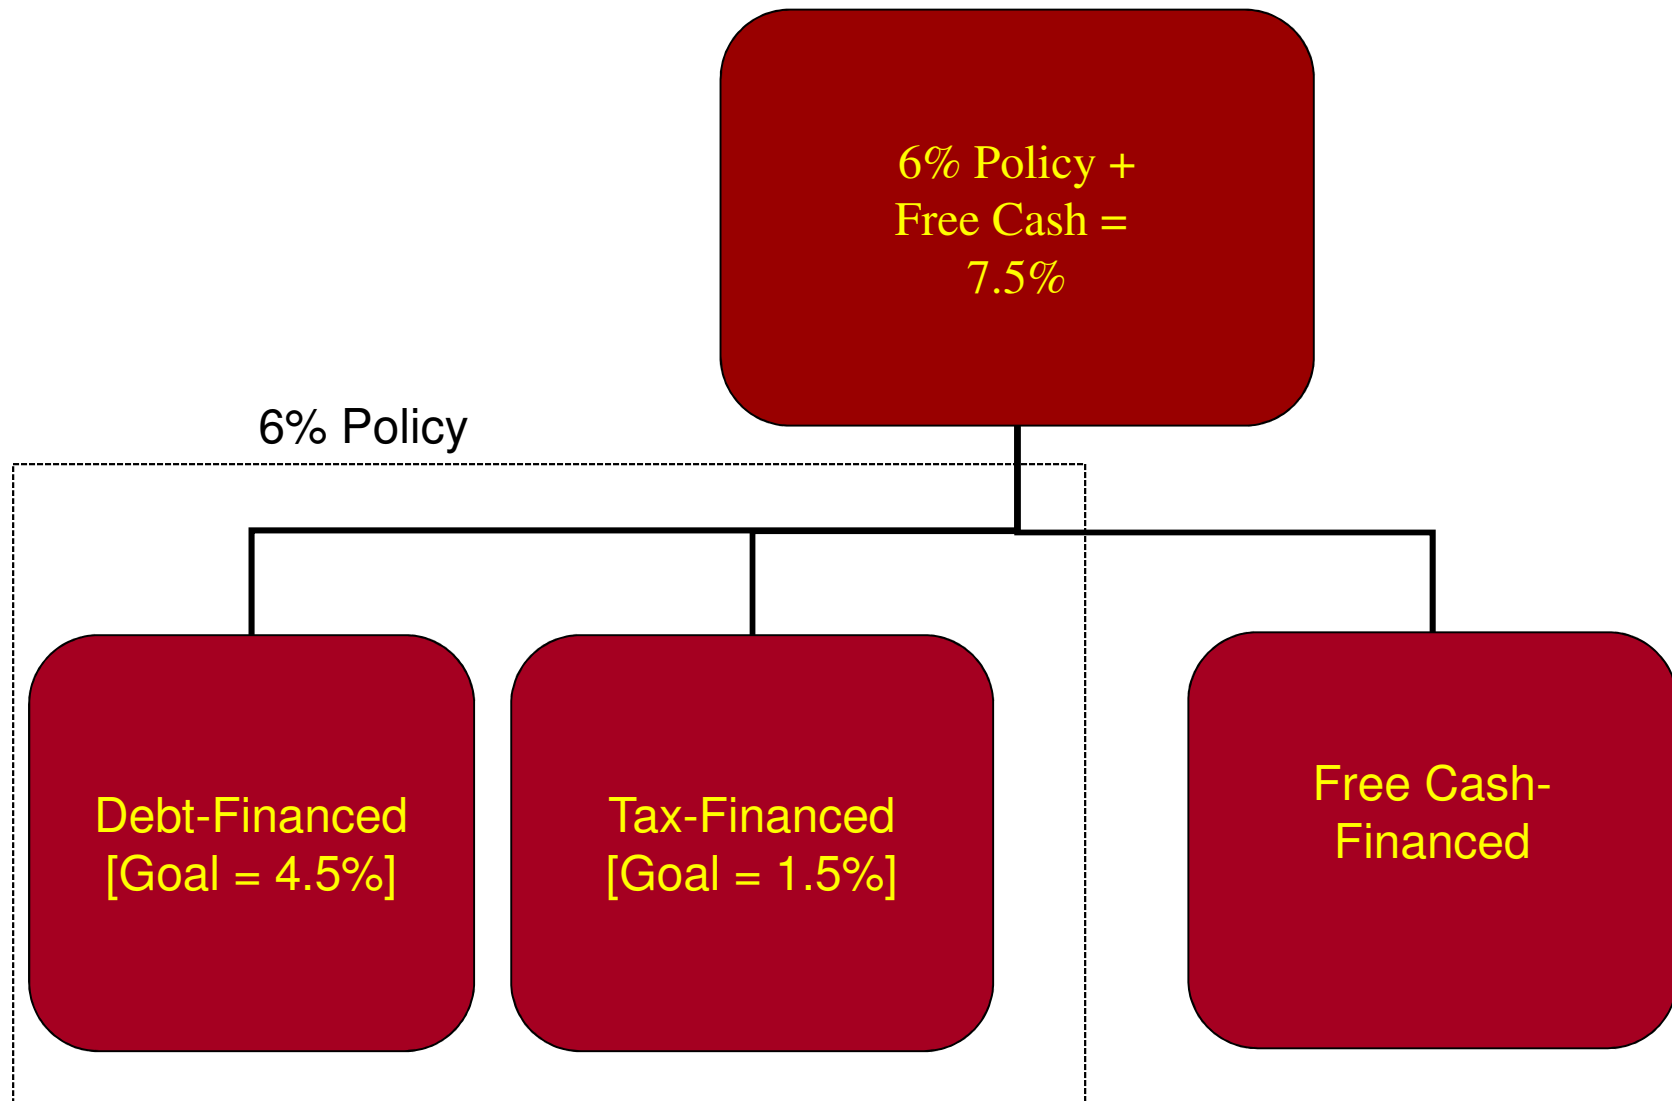 6% Policy +
Free Cash =
7.5%
6% Policy
Debt-Financed
[Goal = 4.5%]
Tax-Financed
[Goal = 1.5%]
Free Cash-
Financed